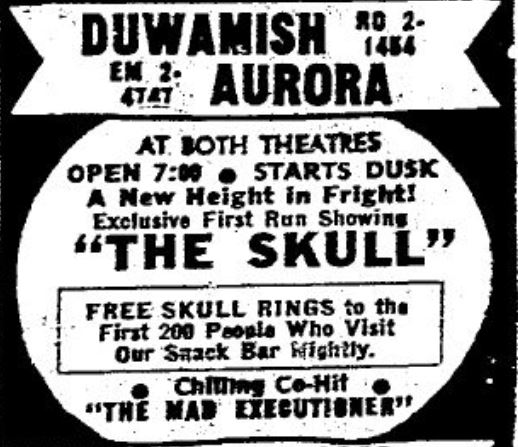 DUWAMISH RO 2-
1484
EM 2-
4747 AURORA
AT BOTH THEATRES
OPEN 7:00 • STARTS DUSK
A New Height in Fright!
Exclusive First Run Showing
"THE SKULL"
FREE SKULL RINGS to the
First 200 People Who Visit
Our Snack Bar Nightly.
• Chilling Co-Hit •
"THE MAD EXECUTIONER"